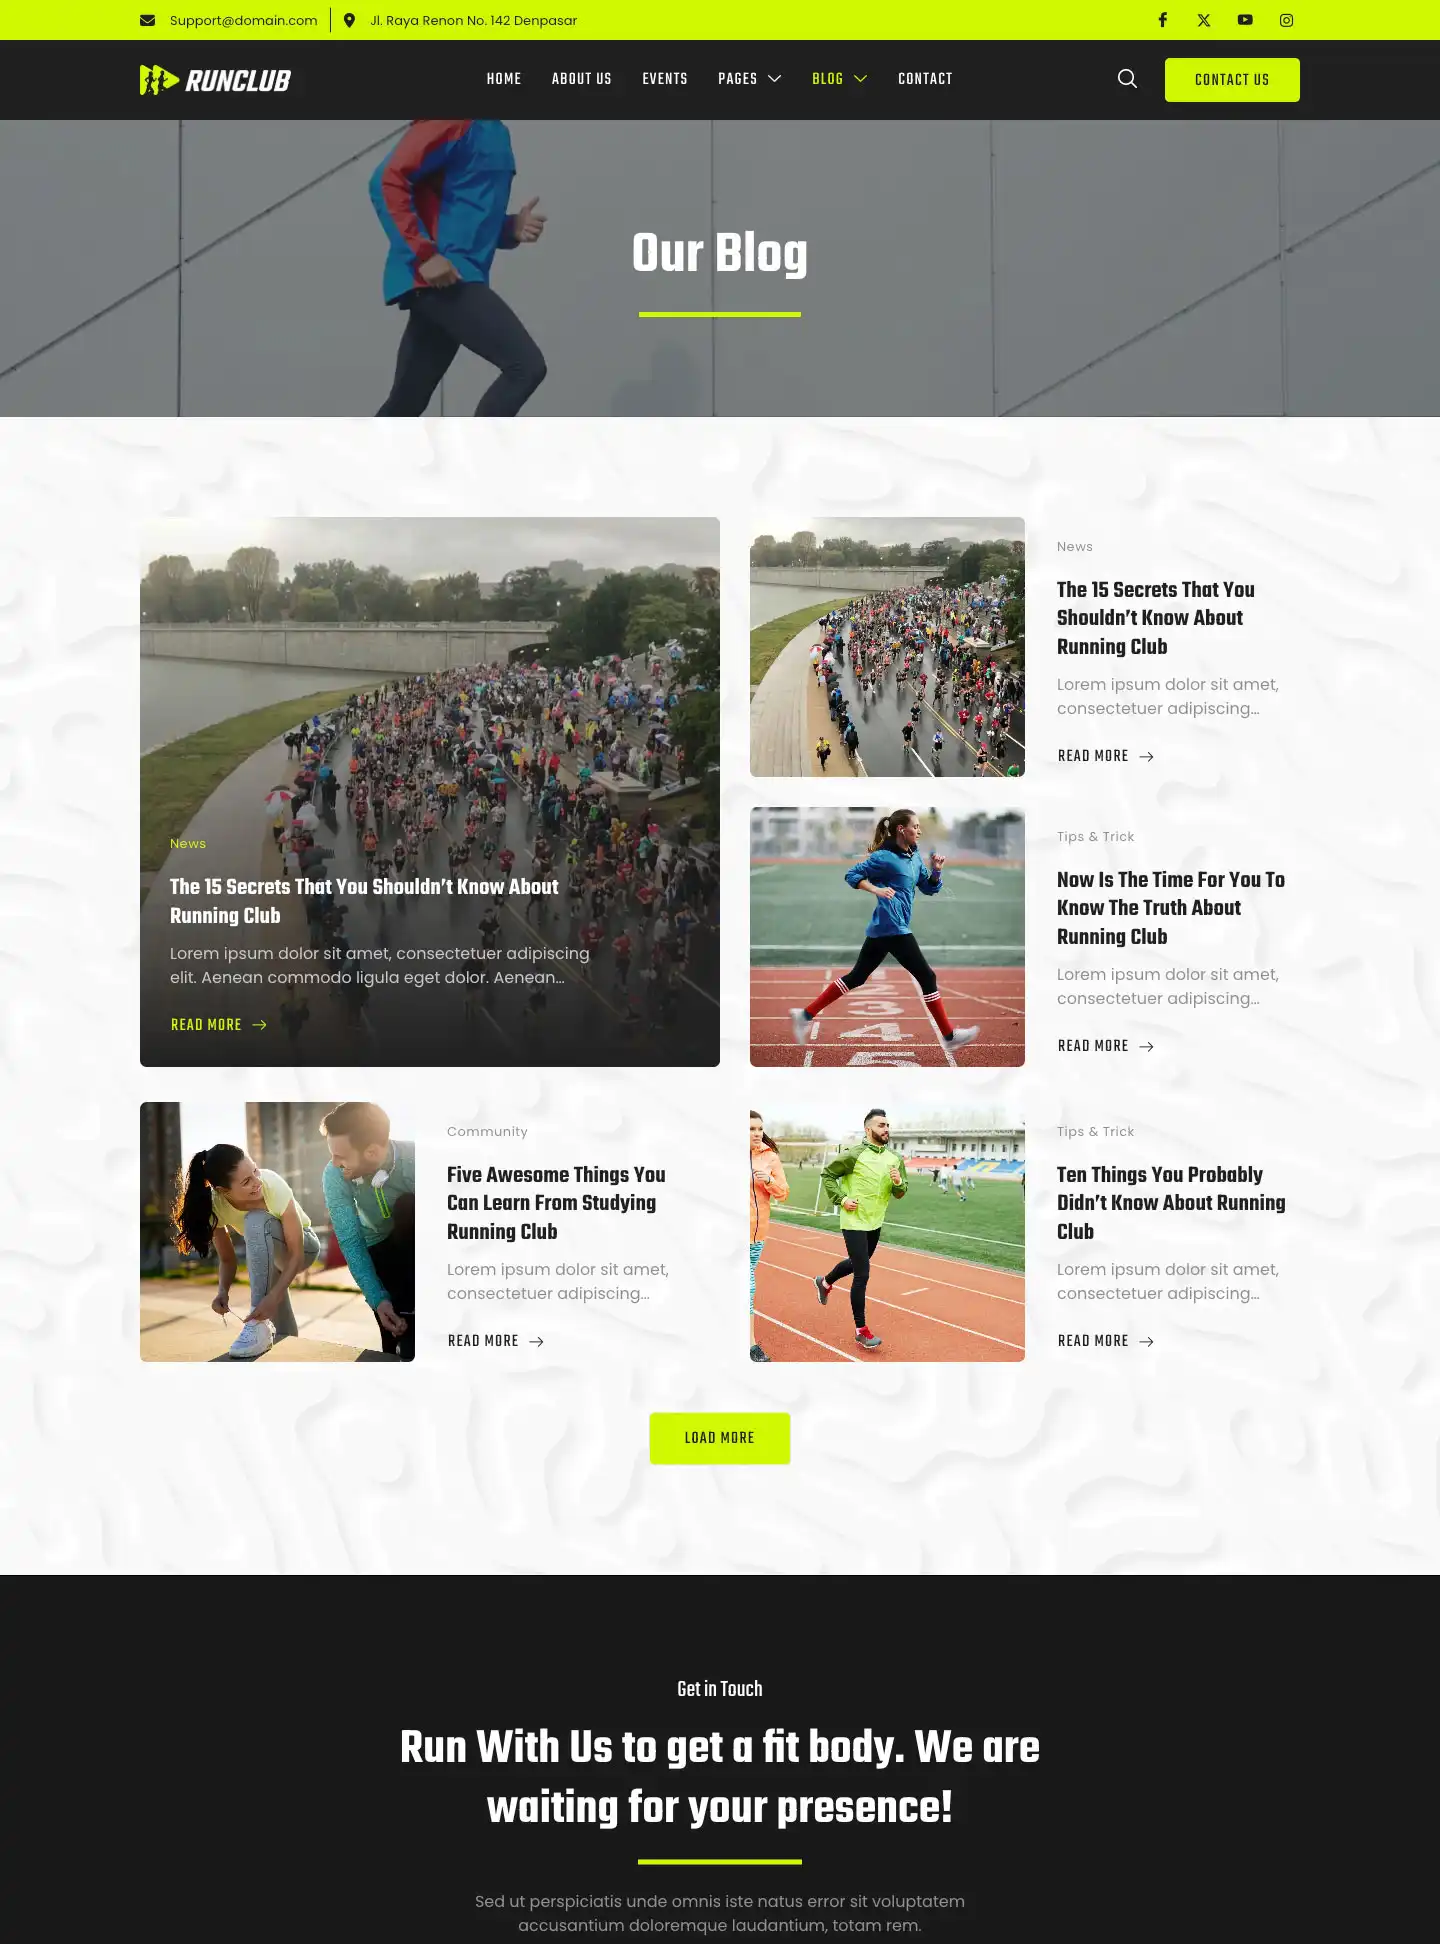 Support@domain.com
Jl. Raya Renon No. 142 Denpasar
RUNCLUB
HOME
ABOUT US
EVENTS
PAGES
BLOG
CONTACT
CONTACT US
Our Blog
News
The 15 Secrets That You Shouldn’t Know About
Running Club
Lorem ipsum dolor sit amet, consectetuer adipiscing
elit. Aenean commodo ligula eget dolor. Aenean...
READ MORE
News
The 15 Secrets That You
Shouldn’t Know About
Running Club
Lorem ipsum dolor sit amet,
consectetuer adipiscing...
READ MORE
Tips & Trick
Now Is The Time For You To
Know The Truth About
Running Club
Lorem ipsum dolor sit amet,
consectetuer adipiscing...
READ MORE
Community
Five Awesome Things You
Can Learn From Studying
Running Club
Lorem ipsum dolor sit amet,
consectetuer adipiscing...
READ MORE
Tips & Trick
Ten Things You Probably
Didn’t Know About Running
Club
Lorem ipsum dolor sit amet,
consectetuer adipiscing...
READ MORE
LOAD MORE
Get in Touch
Run With Us to get a fit body. We are
waiting for your presence!
Sed ut perspiciatis unde omnis iste natus error sit voluptatem
accusantium doloremque laudantium, totam rem.